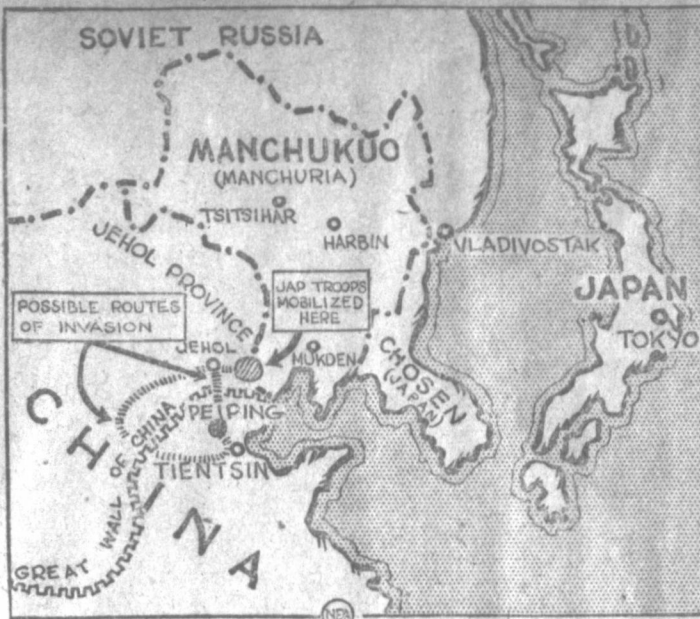 SOVIET RUSSIA
MANCHUKUO
(MANCHURIA)
TSITSIHAR
HARBIN
VLADIVOSTAK
JEHOL PROVINCE
JAP TROOPS
MOBILIZED
HERE
JAPAN
TOKYO
POSSIBLE ROUTES
OF INVASION
JEHOL
MUKDEN
CHOSEN
(JAPAN)
PEIPING
TIENTSIN
CHINA
GREAT WALL OF CHINA
NEA